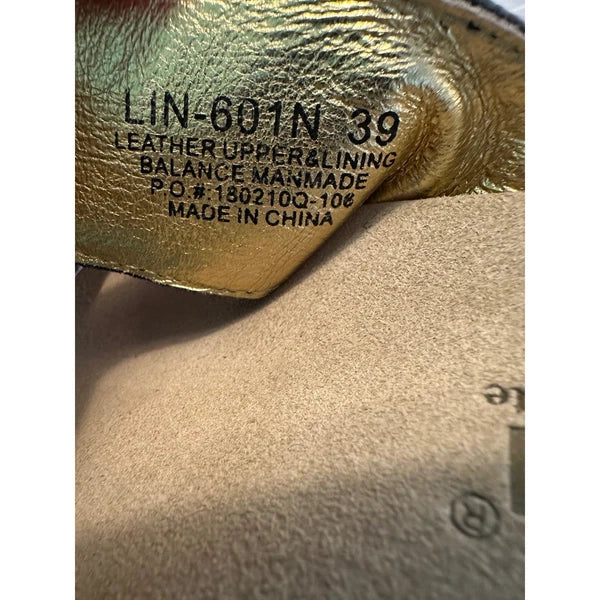 LIN-601N 39
LEATHER UPPER&LINING
BALANCE MANMADE
P.O.#:180210Q-106
MADE IN CHINA
®